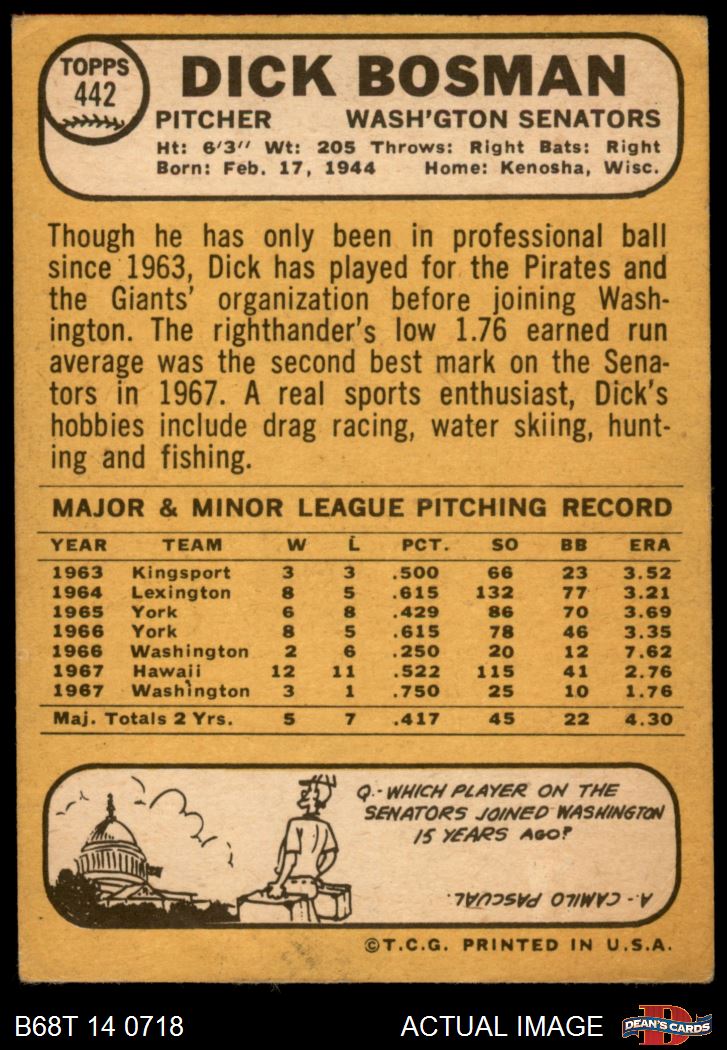 TOPPS
442
DICK BOSMAN
PITCHER WASH'GTON SENATORS
Ht: 6'3" Wt: 205 Throws: Right Bats: Right
Born: Feb. 17, 1944 Home: Kenosha, Wisc.
Though he has only been in professional ball
since 1963, Dick has played for the Pirates and
the Giants' organization before joining Wash-
ington. The righthander's low 1.76 earned run
average was the second best mark on the Sena-
tors in 1967. A real sports enthusiast, Dick's
hobbies include drag racing, water skiing, hunt-
ing and fishing.
MAJOR & MINOR LEAGUE PITCHING RECORD
YEAR TEAM W L PCT. SO BB ERA
1963 Kingsport 3 3 .500 66 23 3.52
1964 Lexington 8 5 .615 132 77 3.21
1965 York 6 8 .429 86 70 3.69
1966 York 8 5 .615 78 46 3.35
1966 Washington 2 6 .250 20 12 7.62
1967 Hawaii 12 11 .522 115 41 2.76
1967 Washington 3 1 .750 25 10 1.76
Maj. Totals 2 Yrs. 5 7 .417 45 22 4.30
Q.- WHICH PLAYER ON THE
SENATORS JOINED WASHINGTON
15 YEARS AGO?
A.- CAMILO PASCUAL.
©T.C.G. PRINTED IN U.S.A.
B68T 14 0718 ACTUAL IMAGE
D
DEAN'S CARDS